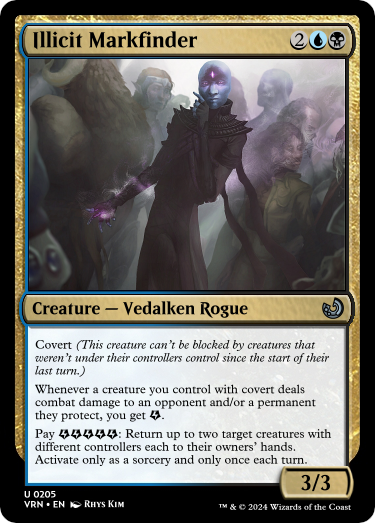 Illicit Markfinder 2
Creature — Vedalken Rogue
Covert (This creature can't be blocked by creatures that
weren't under their controllers control since the start of their
last turn.)
Whenever a creature you control with covert deals
combat damage to an opponent and/or a permanent
they protect, you get .
Pay : Return up to two target creatures with
different controllers each to their owners' hands.
Activate only as a sorcery and only once each turn.
3/3
U 0205
VRN • EN Rhys Kim
™ & © 2024 Wizards of the Coast